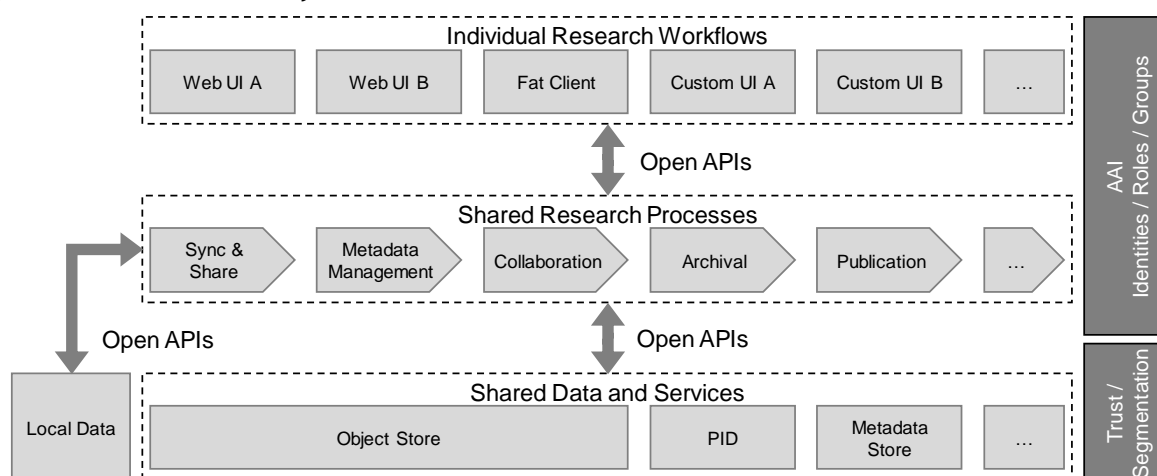 Individual Research Workflows
Web UI A
Web UI B
Fat Client
Custom UI A
Custom UI B
…
Open APIs
Shared Research Processes
Sync &
Share
Metadata
Management
Collaboration
Archival
Publication
…
Open APIs
Open APIs
Shared Data and Services
Local Data
Object Store
PID
Metadata
Store
…
AAI
Identities / Roles / Groups
Trust /
Segmentation